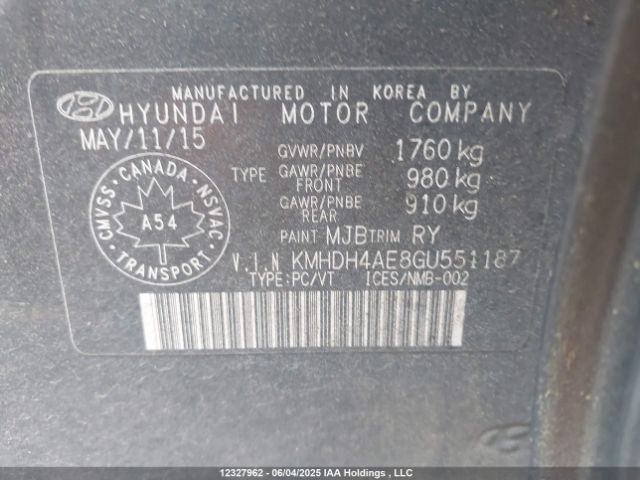 MANUFACTURED IN KOREA BY
HYUNDAI MOTOR COMPANY
MAY/11/15
GVWR/PNBV 1760 kg
TYPE GAWR/PNBE FRONT 980 kg
GAWR/PNBE REAR 910 kg
CANADA
CMVSS NSVAC
A54
TRANSPORT
PAINT MJB TRIM RY
V.I.N KMHDH4AE8GU551187
TYPE:PC/VT ICES/NMB-002
12327962 - 06/04/2025 IAA Holdings , LLC